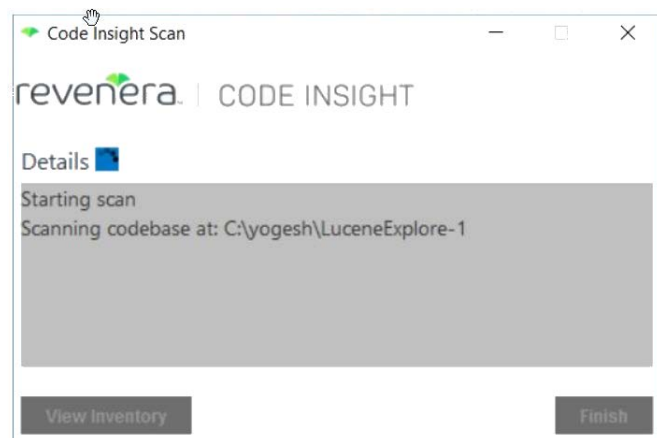 Code Insight Scan
revenera CODE INSIGHT
Details
Starting scan
Scanning codebase at: C:\yogesh\LuceneExplore-1
View Inventory
Finish